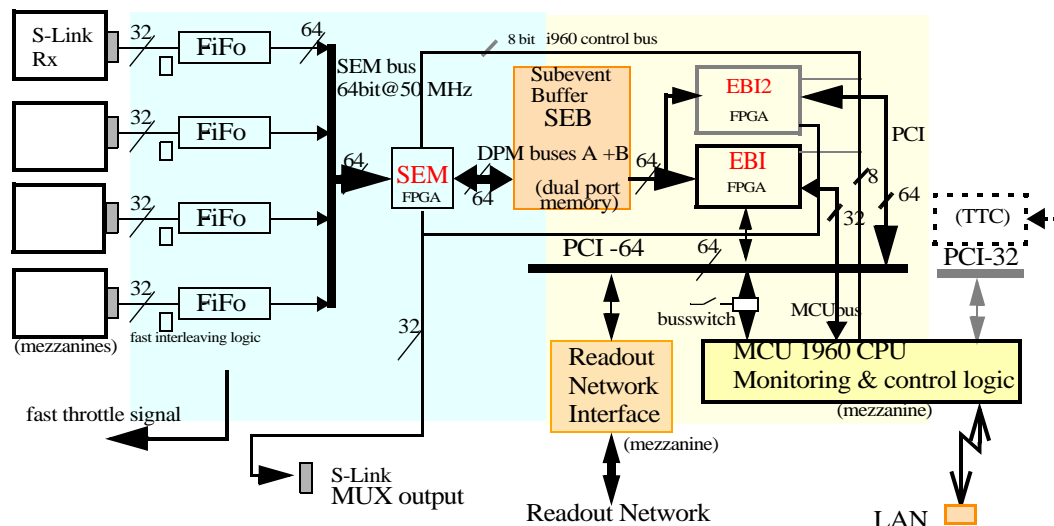 S-Link
Rx
32
FiFo
64
SEM bus
64bit@50 MHz
8 bit i960 control bus
Subevent
Buffer
SEB
EBI2
FPGA
PCI
32
FiFo
64
SEM
FPGA
DPM buses A +B
64
(dual port
memory)
64
EBI
FPGA
8
64
32
(TTC)
32
FiFo
PCI -64
64
PCI-32
32
FiFo
fast interleaving logic
(mezzanines)
32
busswitch
MCUbus
Readout
Network
Interface
(mezzanine)
MCU 1960 CPU
Monitoring & control logic
(mezzanine)
fast throttle signal
S-Link
MUX output
Readout Network
LAN